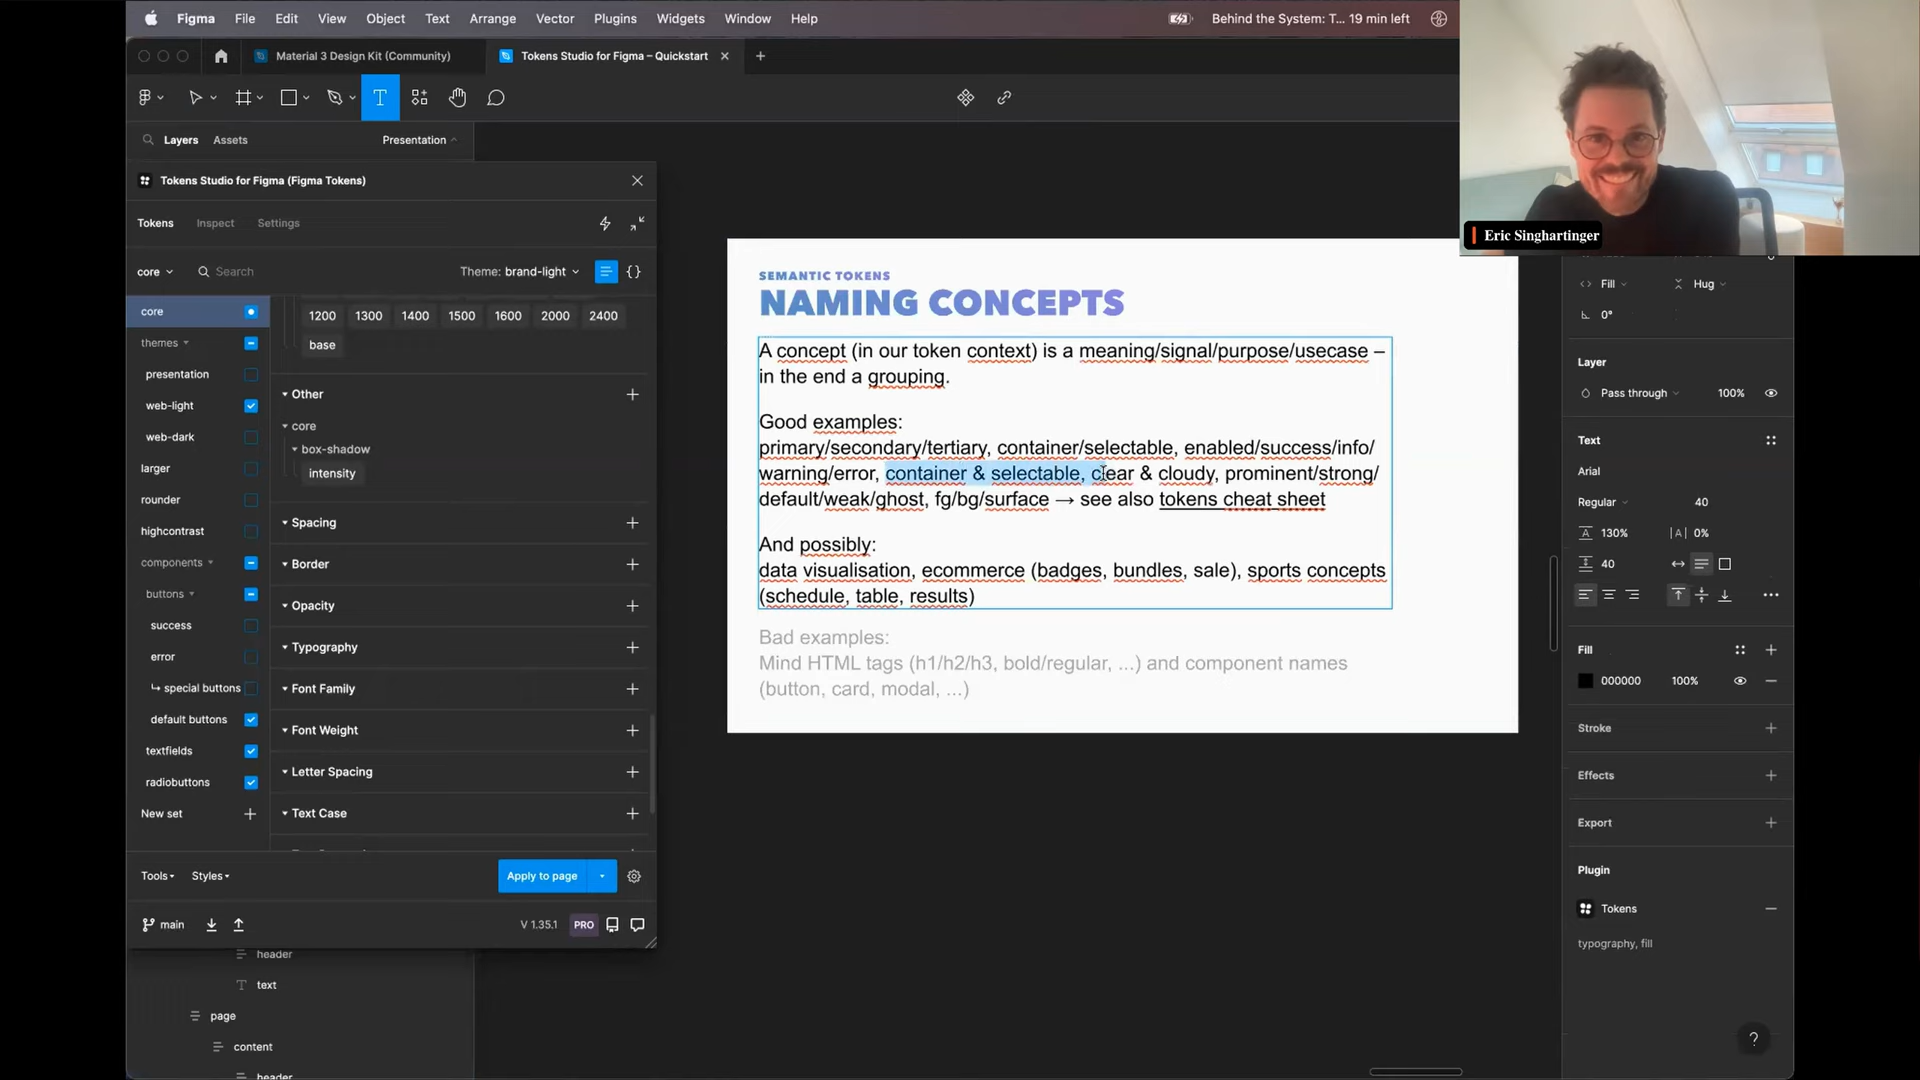 Figma File Edit View Object Text Arrange Vector Plugins Widgets Window Help
Behind the System: T... 19 min left
Material 3 Design Kit (Community)
Tokens Studio for Figma – Quickstart
Layers Assets Presentation
Tokens Studio for Figma (Figma Tokens)
Tokens Inspect Settings
core Search Theme: brand-light {}
core
themes
presentation
web-light
web-dark
larger
rounder
highcontrast
components
buttons
success
error
↳ special buttons
default buttons
textfields
radiobuttons
New set
1200 1300 1400 1500 1600 2000 2400
base
Other
core
box-shadow
intensity
Spacing
Border
Opacity
Typography
Font Family
Font Weight
Letter Spacing
Text Case
Tools Styles Apply to page
main V 1.35.1 PRO
header
text
page
content
header
SEMANTIC TOKENS
NAMING CONCEPTS
A concept (in our token context) is a meaning/signal/purpose/usecase –
in the end a grouping.
Good examples:
primary/secondary/tertiary, container/selectable, enabled/success/info/
warning/error, container & selectable, clear & cloudy, prominent/strong/
default/weak/ghost, fg/bg/surface → see also tokens cheat sheet
And possibly:
data visualisation, ecommerce (badges, bundles, sale), sports concepts
(schedule, table, results)
Bad examples:
Mind HTML tags (h1/h2/h3, bold/regular, ...) and component names
(button, card, modal, ...)
Eric Singhartinger
Fill Hug
0°
Layer
Pass through 100%
Text
Arial
Regular 40
130% 0%
40
Fill
000000 100%
Stroke
Effects
Export
Plugin
Tokens
typography, fill
?